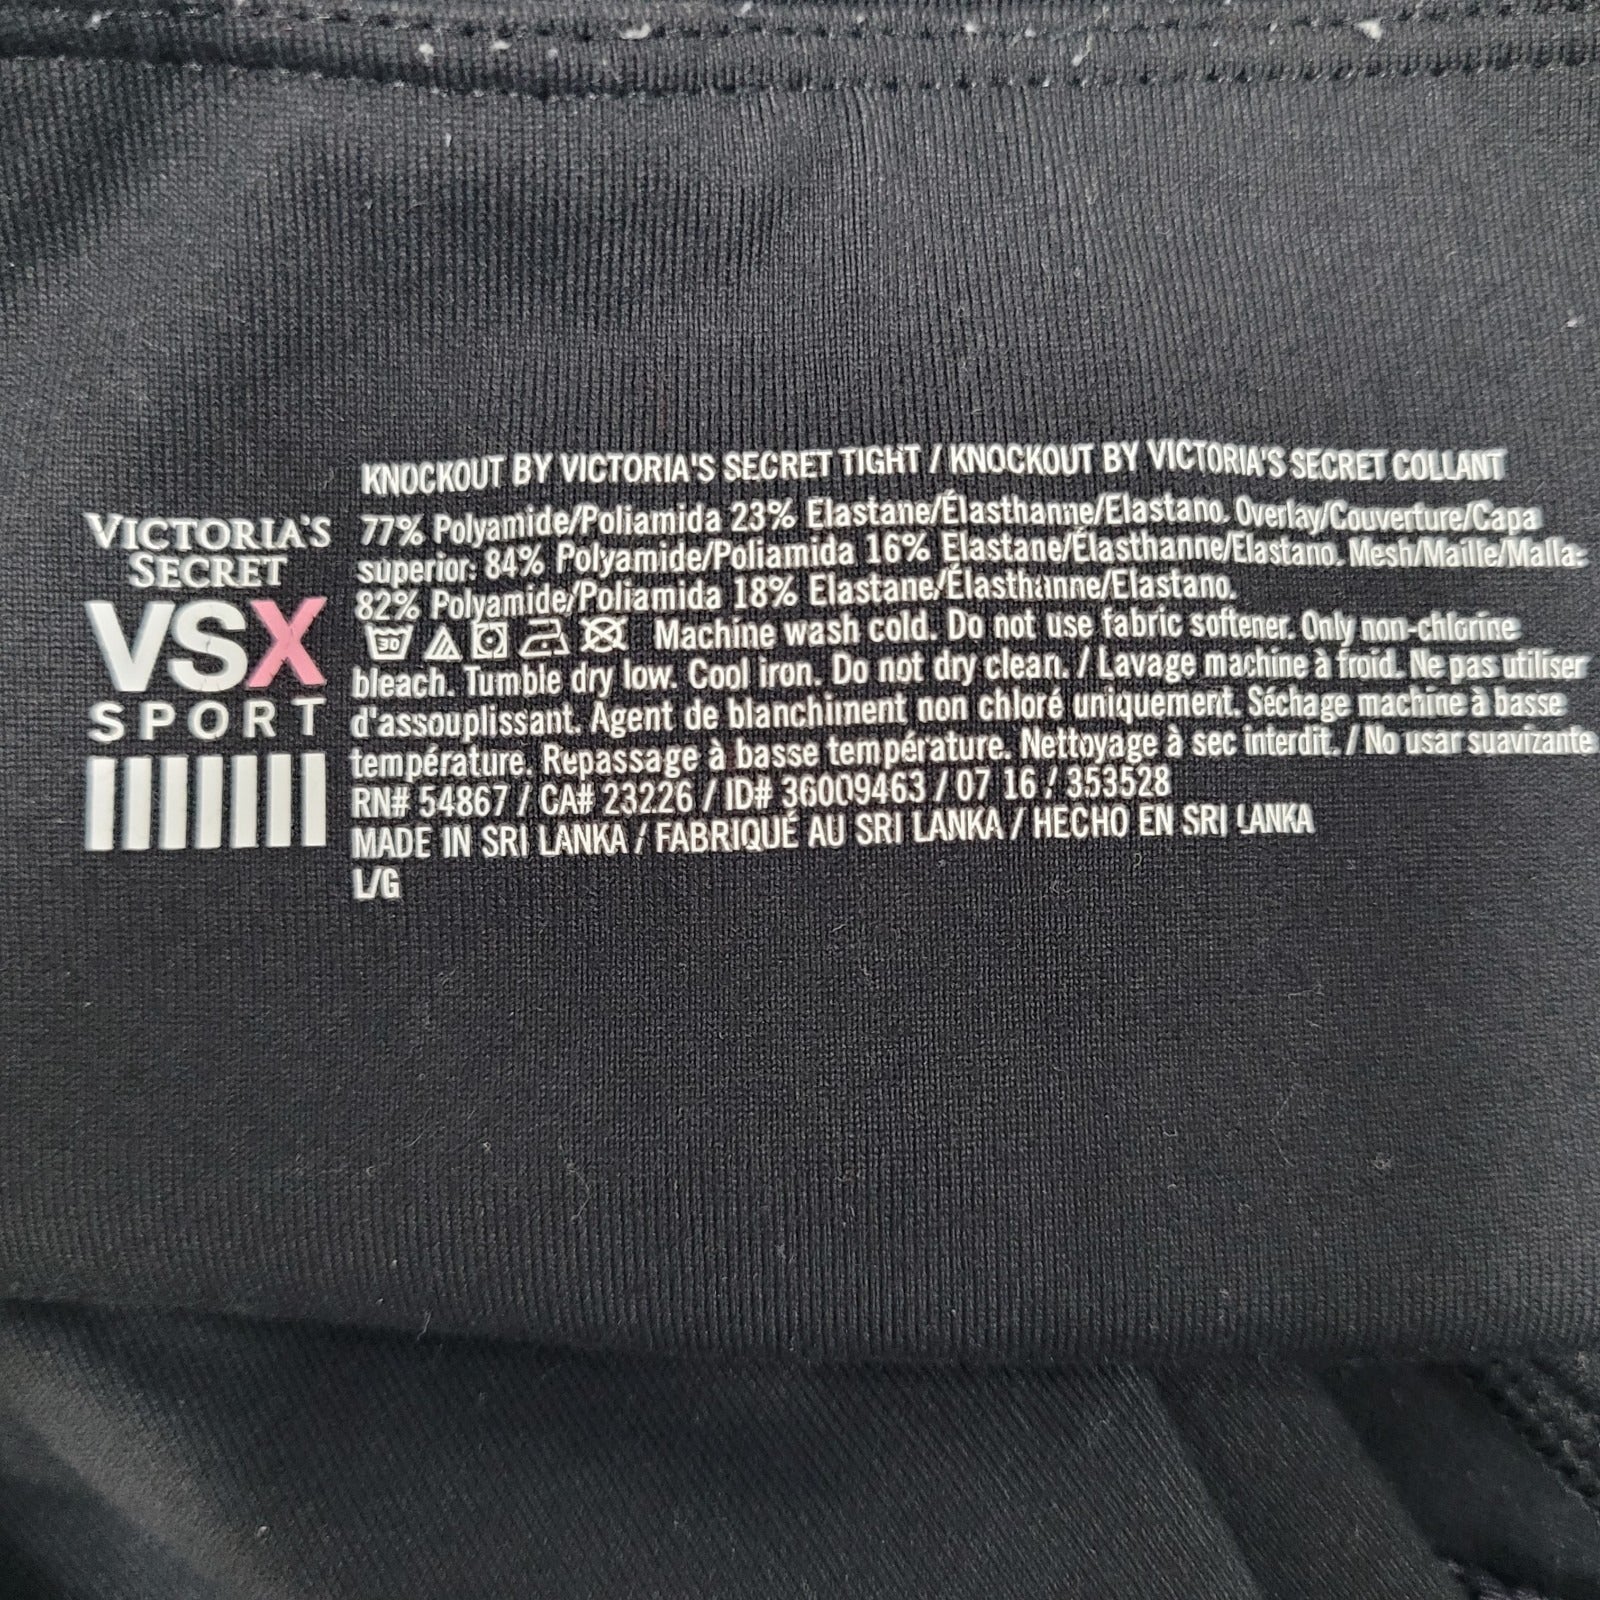 VICTORIA'S
SECRET
VSX
SPORT
KNOCKOUT BY VICTORIA'S SECRET TIGHT / KNOCKOUT BY VICTORIA'S SECRET COLLANT
77% Polyamide/Poliamida 23% Elastane/Élasthanne/Elastano. Overlay/Couverture/Capa
superior: 84% Polyamide/Poliamida 16% Elastane/Élasthanne/Elastano. Mesh/Maille/Malla:
82% Polyamide/Poliamida 18% Elastane/Élasthanne/Elastano.
30 Machine wash cold. Do not use fabric softener. Only non-chlorine
bleach. Tumble dry low. Cool iron. Do not dry clean. / Lavage machine à froid. Ne pas utiliser
d'assouplissant. Agent de blanchiment non chloré uniquement. Séchage machine à basse
température. Repassage à basse température. Nettoyage à sec interdit. / No usar suavizante
RN# 54867 / CA# 23226 / ID# 36009463 / 07 16 / 353528
MADE IN SRI LANKA / FABRIQUÉ AU SRI LANKA / HECHO EN SRI LANKA
L/G